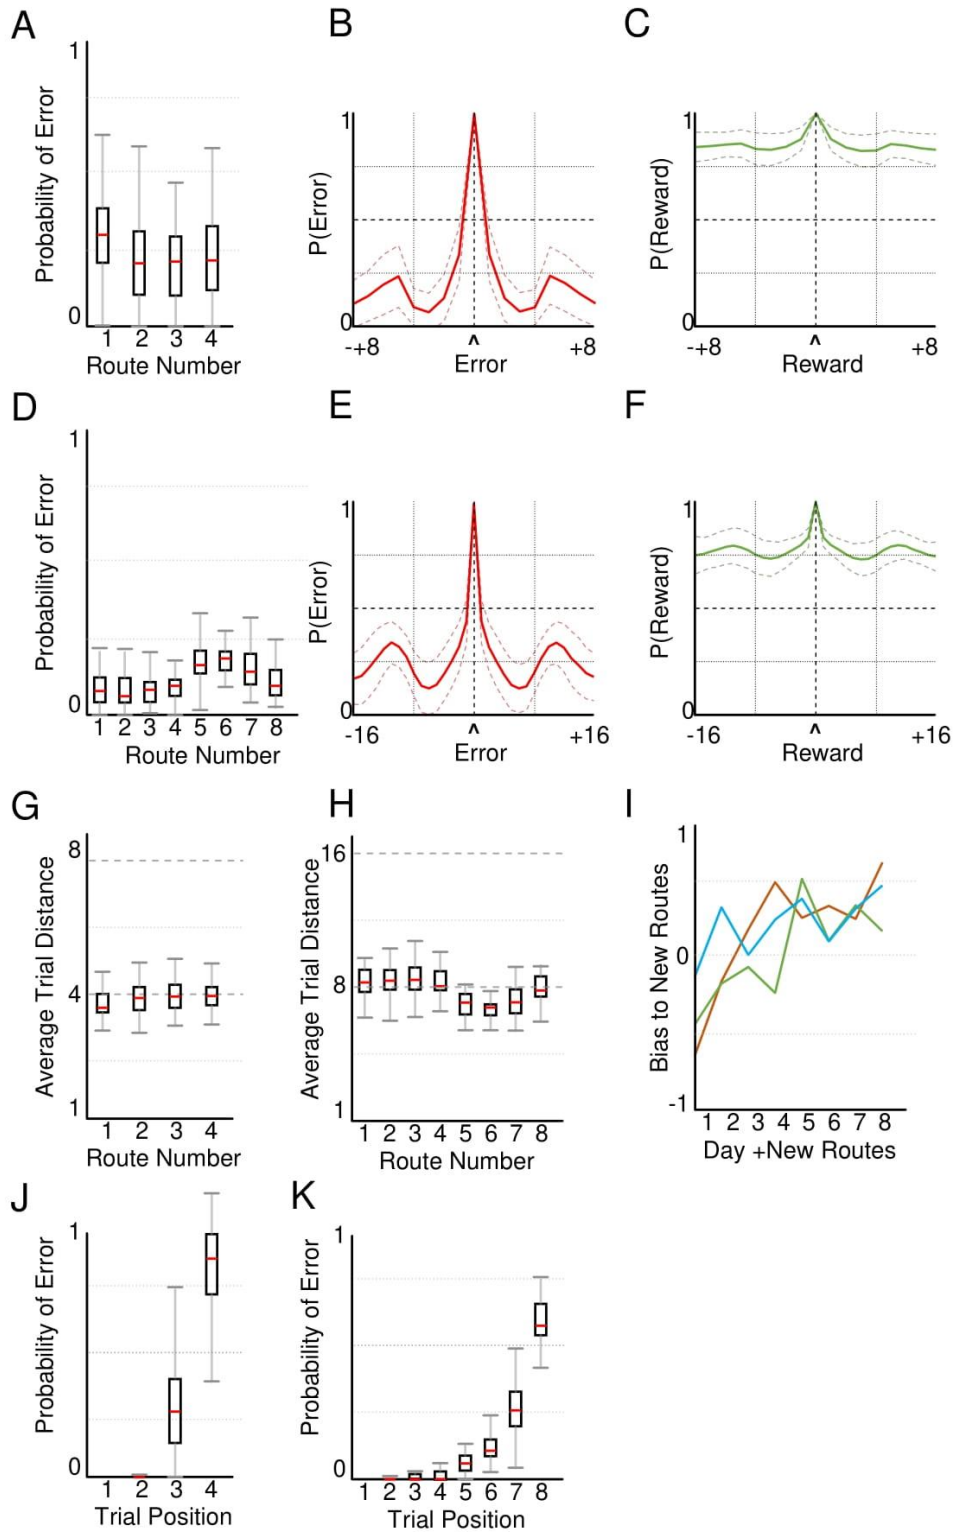 A
1
Probability of Error
0
1 2 3 4
Route Number
B
1
P(Error)
0
-+8 ^ +8
Error
C
1
P(Reward)
0
-+8 ^ +8
Reward
D
1
Probability of Error
0
1 2 3 4 5 6 7 8
Route Number
E
1
P(Error)
0
-16 ^ +16
Error
F
1
P(Reward)
0
-16 ^ +16
Reward
G
8
Average Trial Distance
4
1
1 2 3 4
Route Number
H
16
Average Trial Distance
8
1
1 2 3 4 5 6 7 8
Route Number
I
1
Bias to New Routes
0
-1
1 2 3 4 5 6 7 8
Day +New Routes
J
1
Probability of Error
0
1 2 3 4
Trial Position
K
1
Probability of Error
0
1 2 3 4 5 6 7 8
Trial Position